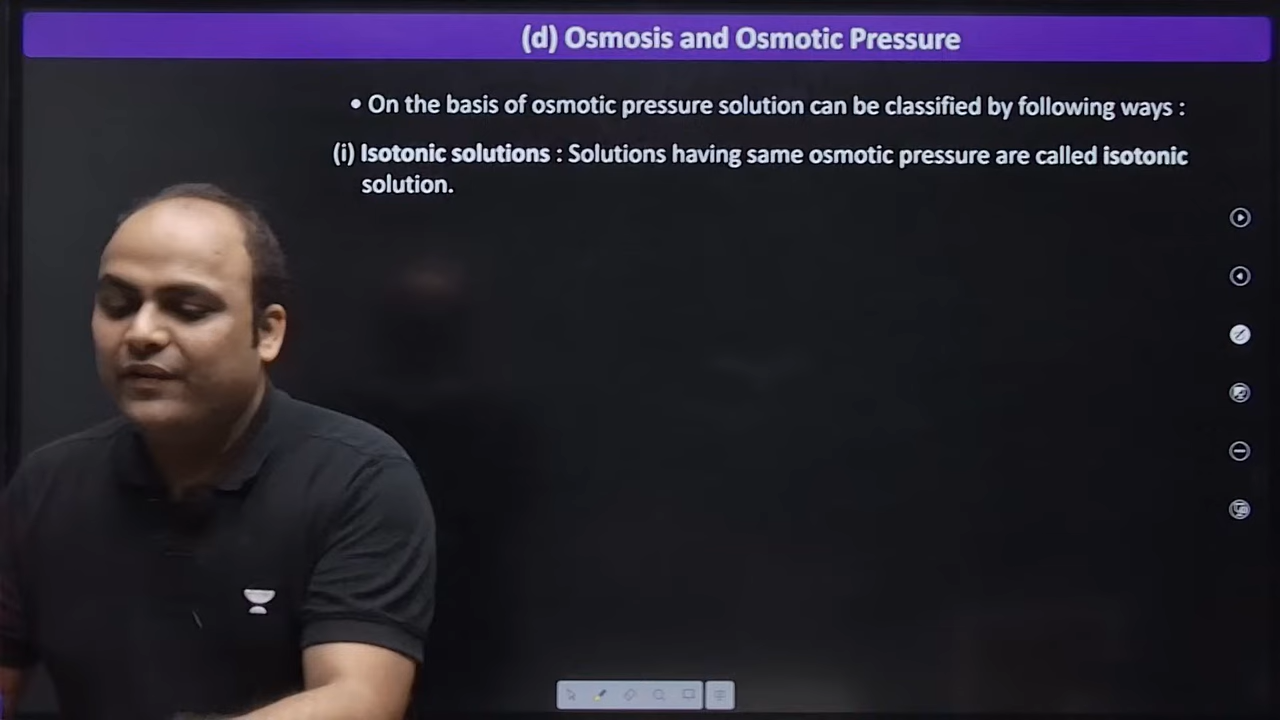 (d) Osmosis and Osmotic Pressure
• On the basis of osmotic pressure solution can be classified by following ways :
(i) Isotonic solutions : Solutions having same osmotic pressure are called isotonic
solution.